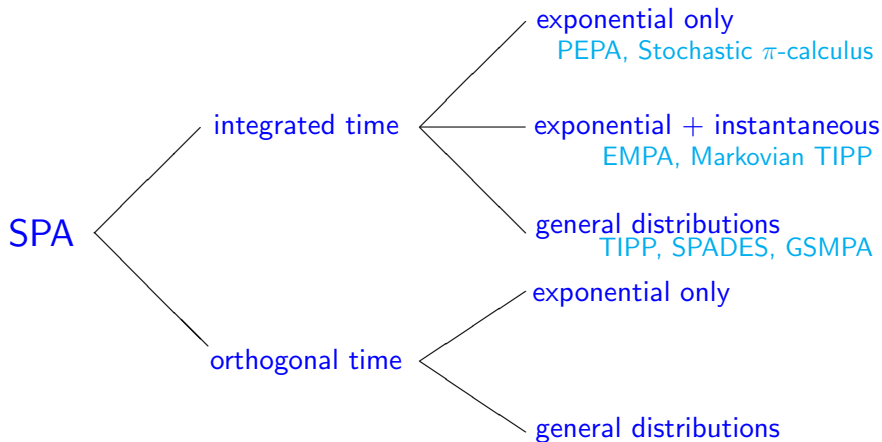 exponential only
PEPA, Stochastic π-calculus
integrated time
exponential + instantaneous
EMPA, Markovian TIPP
SPA
general distributions
TIPP, SPADES, GSMPA
exponential only
orthogonal time
general distributions